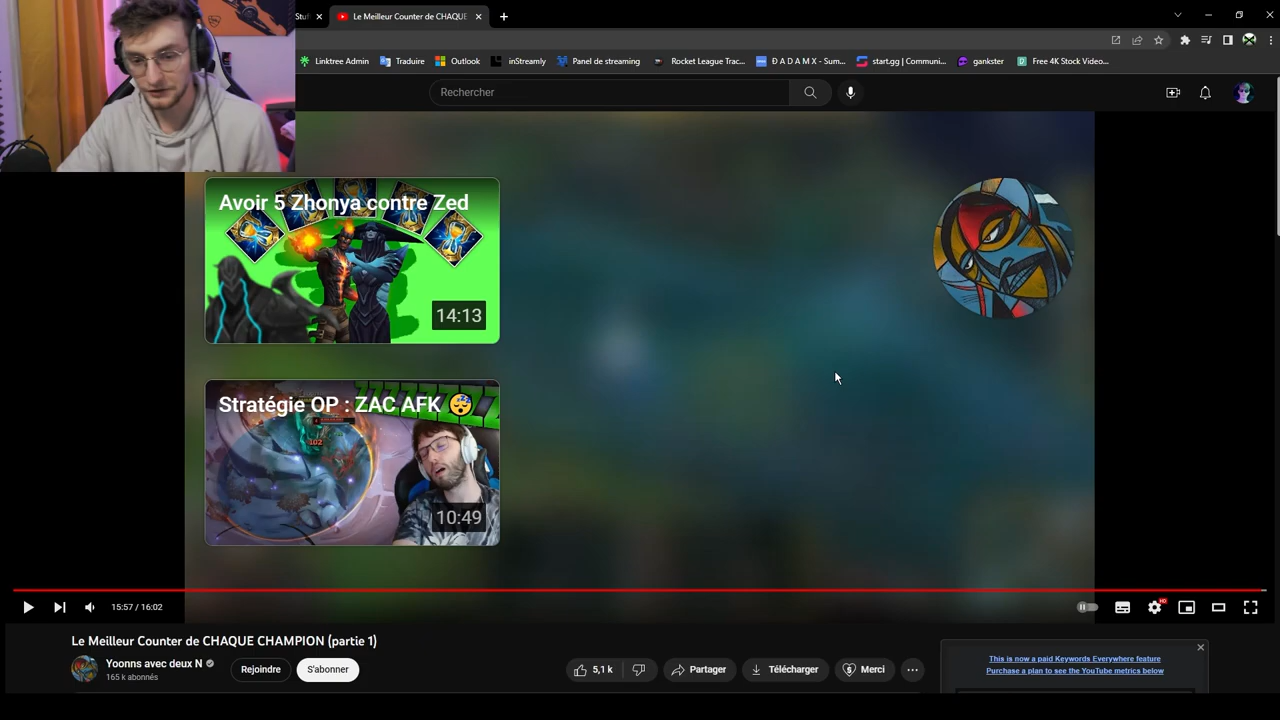 Stuf
Le Meilleur Counter de CHAQUE
Linktree Admin
Traduire
Outlook
inStreamly
Panel de streaming
Rocket League Trac...
Đ A D A M X - Sum...
start.gg | Communi...
gankster
Free 4K Stock Video...
Rechercher
Avoir 5 Zhonya contre Zed
14:13
Stratégie OP : ZAC AFK 😴
102
10:49
15:57 / 16:02
HD
Le Meilleur Counter de CHAQUE CHAMPION (partie 1)
Yoonns avec deux N
165 k abonnés
Rejoindre
S'abonner
5,1 k
Partager
Télécharger
Merci
This is now a paid Keywords Everywhere feature
Purchase a plan to see the YouTube metrics below